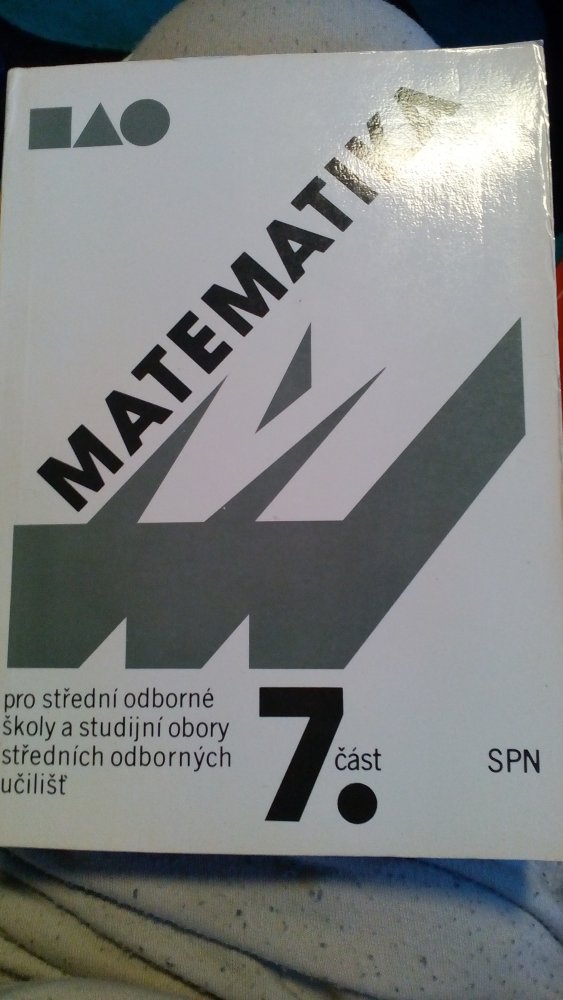 MATEMATIKA
pro střední odborné
školy a studijní obory
středních odborných
učilišť
7. část
SPN